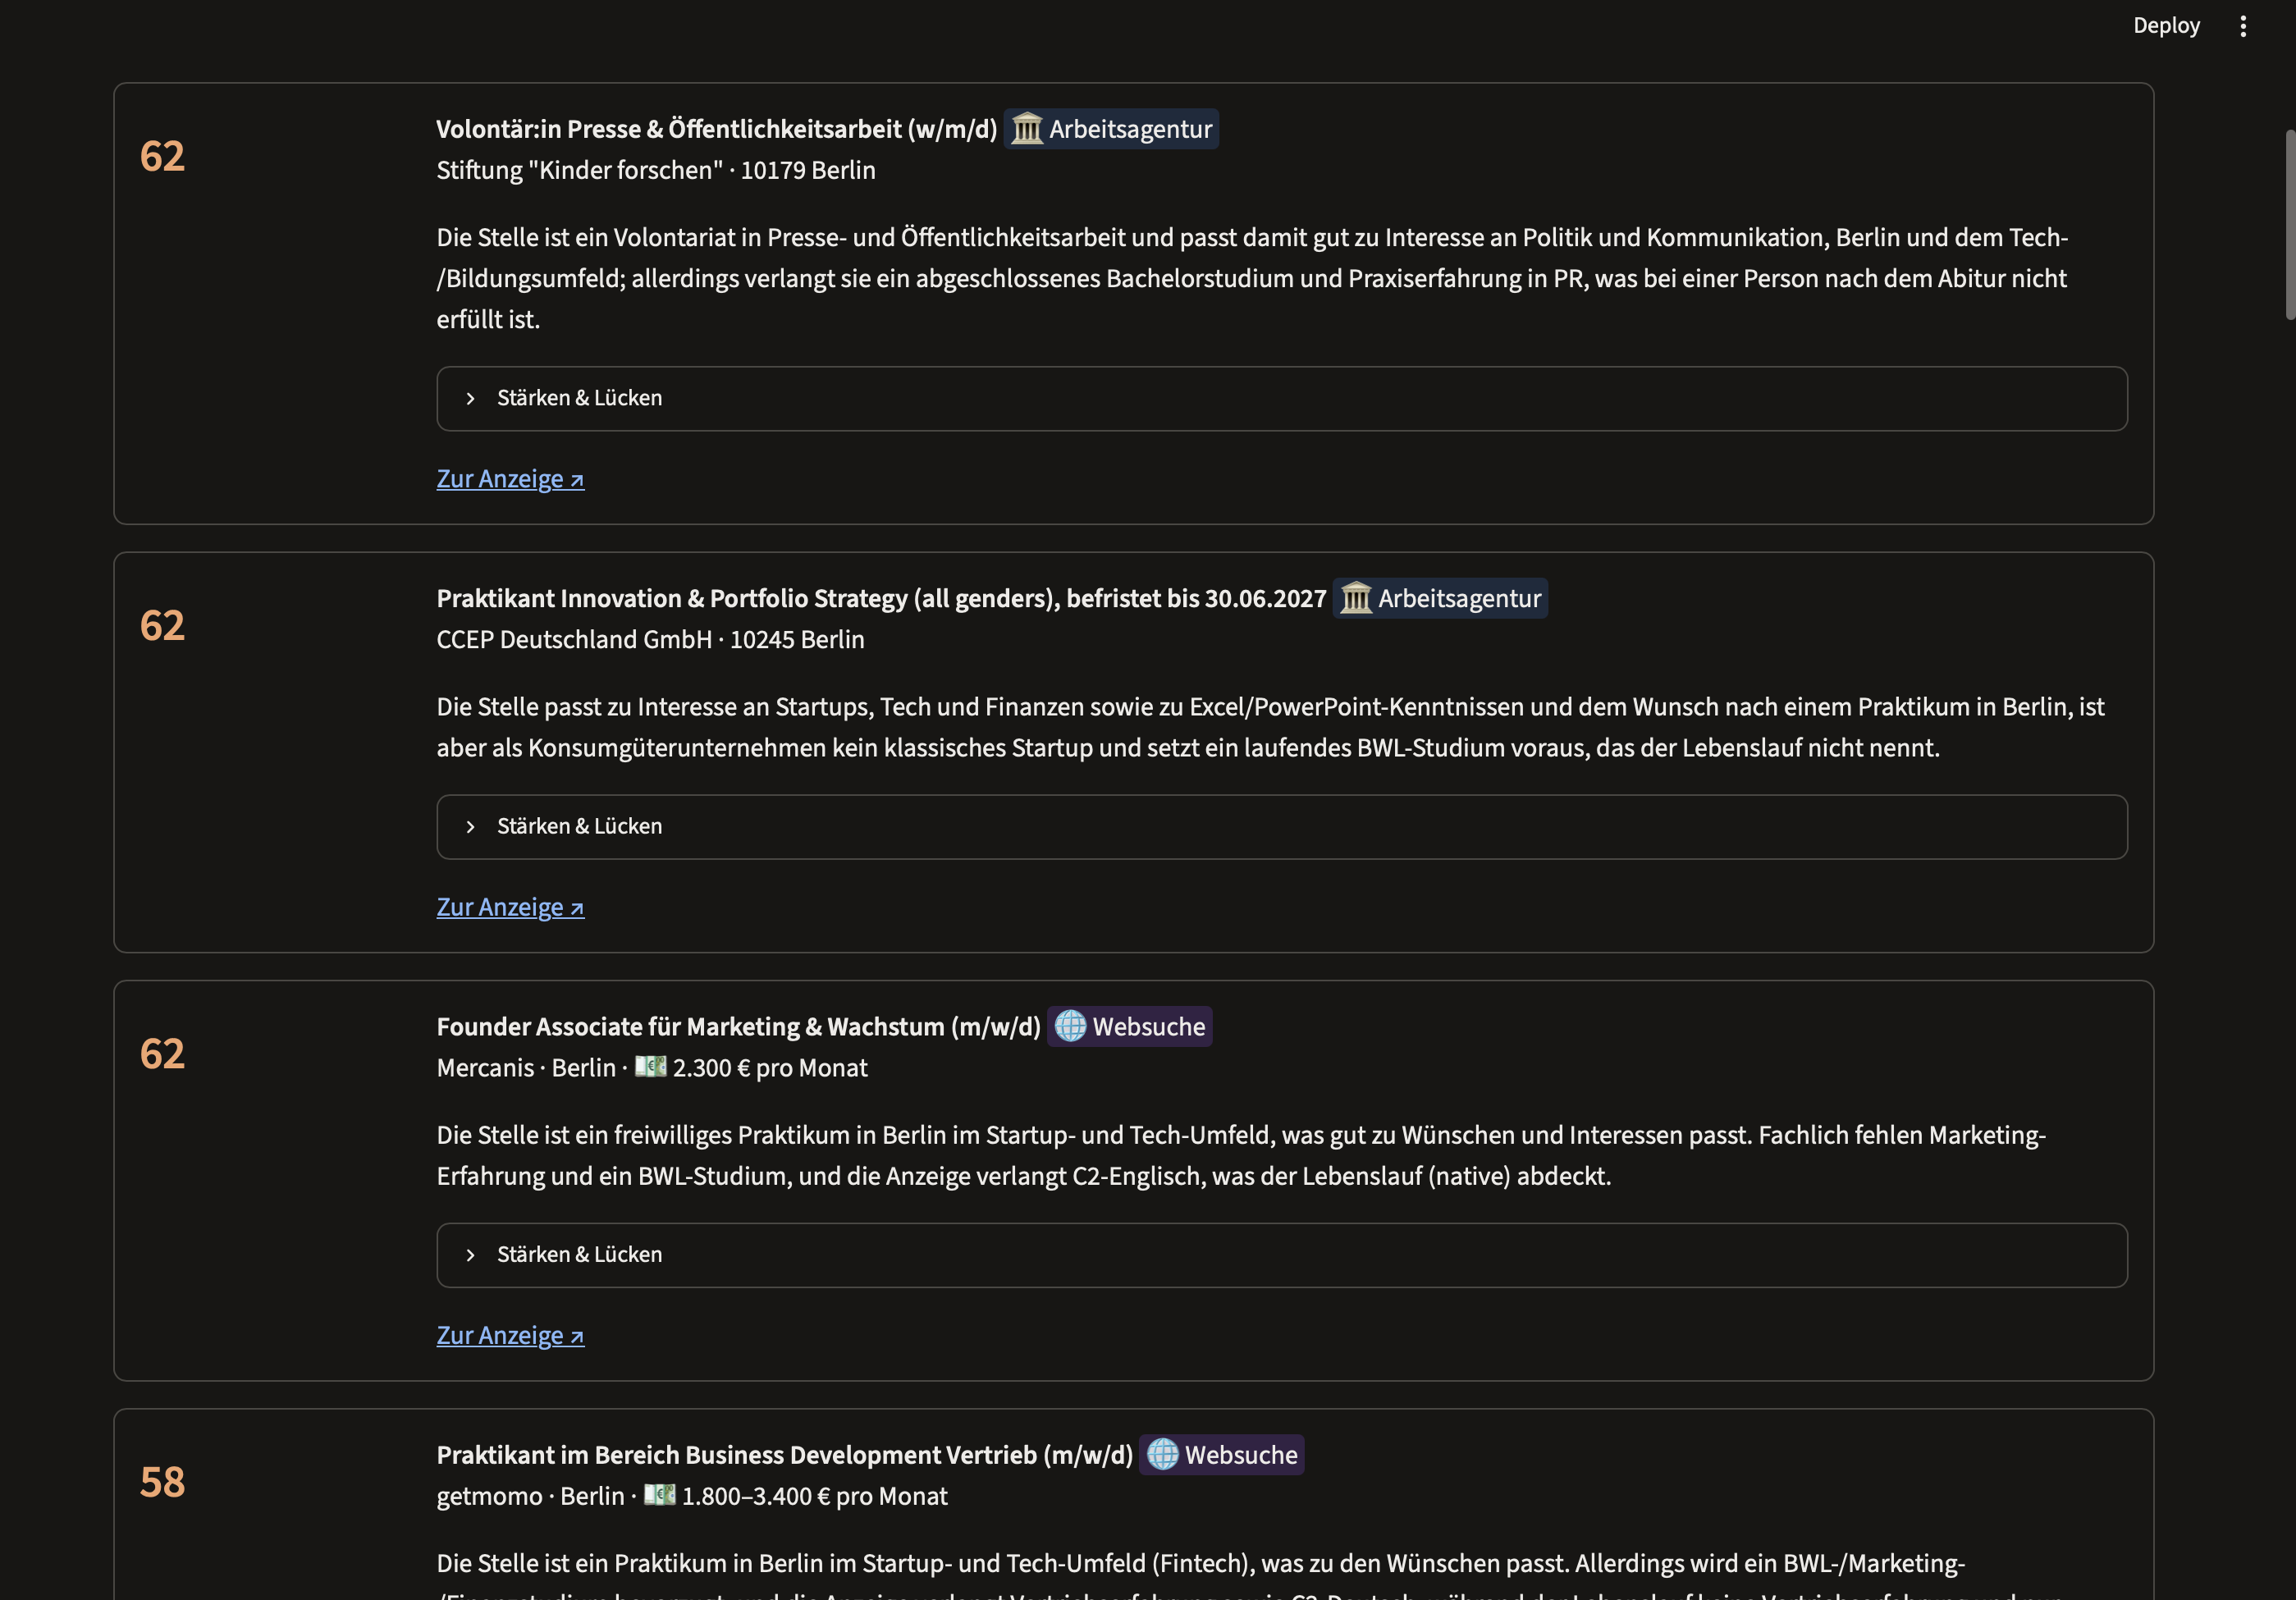 Deploy
62
Volontär:in Presse & Öffentlichkeitsarbeit (w/m/d) Arbeitsagentur
Stiftung "Kinder forschen" · 10179 Berlin
Die Stelle ist ein Volontariat in Presse- und Öffentlichkeitsarbeit und passt damit gut zu Interesse an Politik und Kommunikation, Berlin und dem Tech-
/Bildungsumfeld; allerdings verlangt sie ein abgeschlossenes Bachelorstudium und Praxiserfahrung in PR, was bei einer Person nach dem Abitur nicht
erfüllt ist.
Stärken & Lücken
Zur Anzeige ↗
62
Praktikant Innovation & Portfolio Strategy (all genders), befristet bis 30.06.2027 Arbeitsagentur
CCEP Deutschland GmbH · 10245 Berlin
Die Stelle passt zu Interesse an Startups, Tech und Finanzen sowie zu Excel/PowerPoint-Kenntnissen und dem Wunsch nach einem Praktikum in Berlin, ist
aber als Konsumgüterunternehmen kein klassisches Startup und setzt ein laufendes BWL-Studium voraus, das der Lebenslauf nicht nennt.
Stärken & Lücken
Zur Anzeige ↗
62
Founder Associate für Marketing & Wachstum (m/w/d) Websuche
Mercanis · Berlin · 2.300 € pro Monat
Die Stelle ist ein freiwilliges Praktikum in Berlin im Startup- und Tech-Umfeld, was gut zu Wünschen und Interessen passt. Fachlich fehlen Marketing-
Erfahrung und ein BWL-Studium, und die Anzeige verlangt C2-Englisch, was der Lebenslauf (native) abdeckt.
Stärken & Lücken
Zur Anzeige ↗
58
Praktikant im Bereich Business Development Vertrieb (m/w/d) Websuche
getmomo · Berlin · 1.800–3.400 € pro Monat
Die Stelle ist ein Praktikum in Berlin im Startup- und Tech-Umfeld (Fintech), was zu den Wünschen passt. Allerdings wird ein BWL-/Marketing-